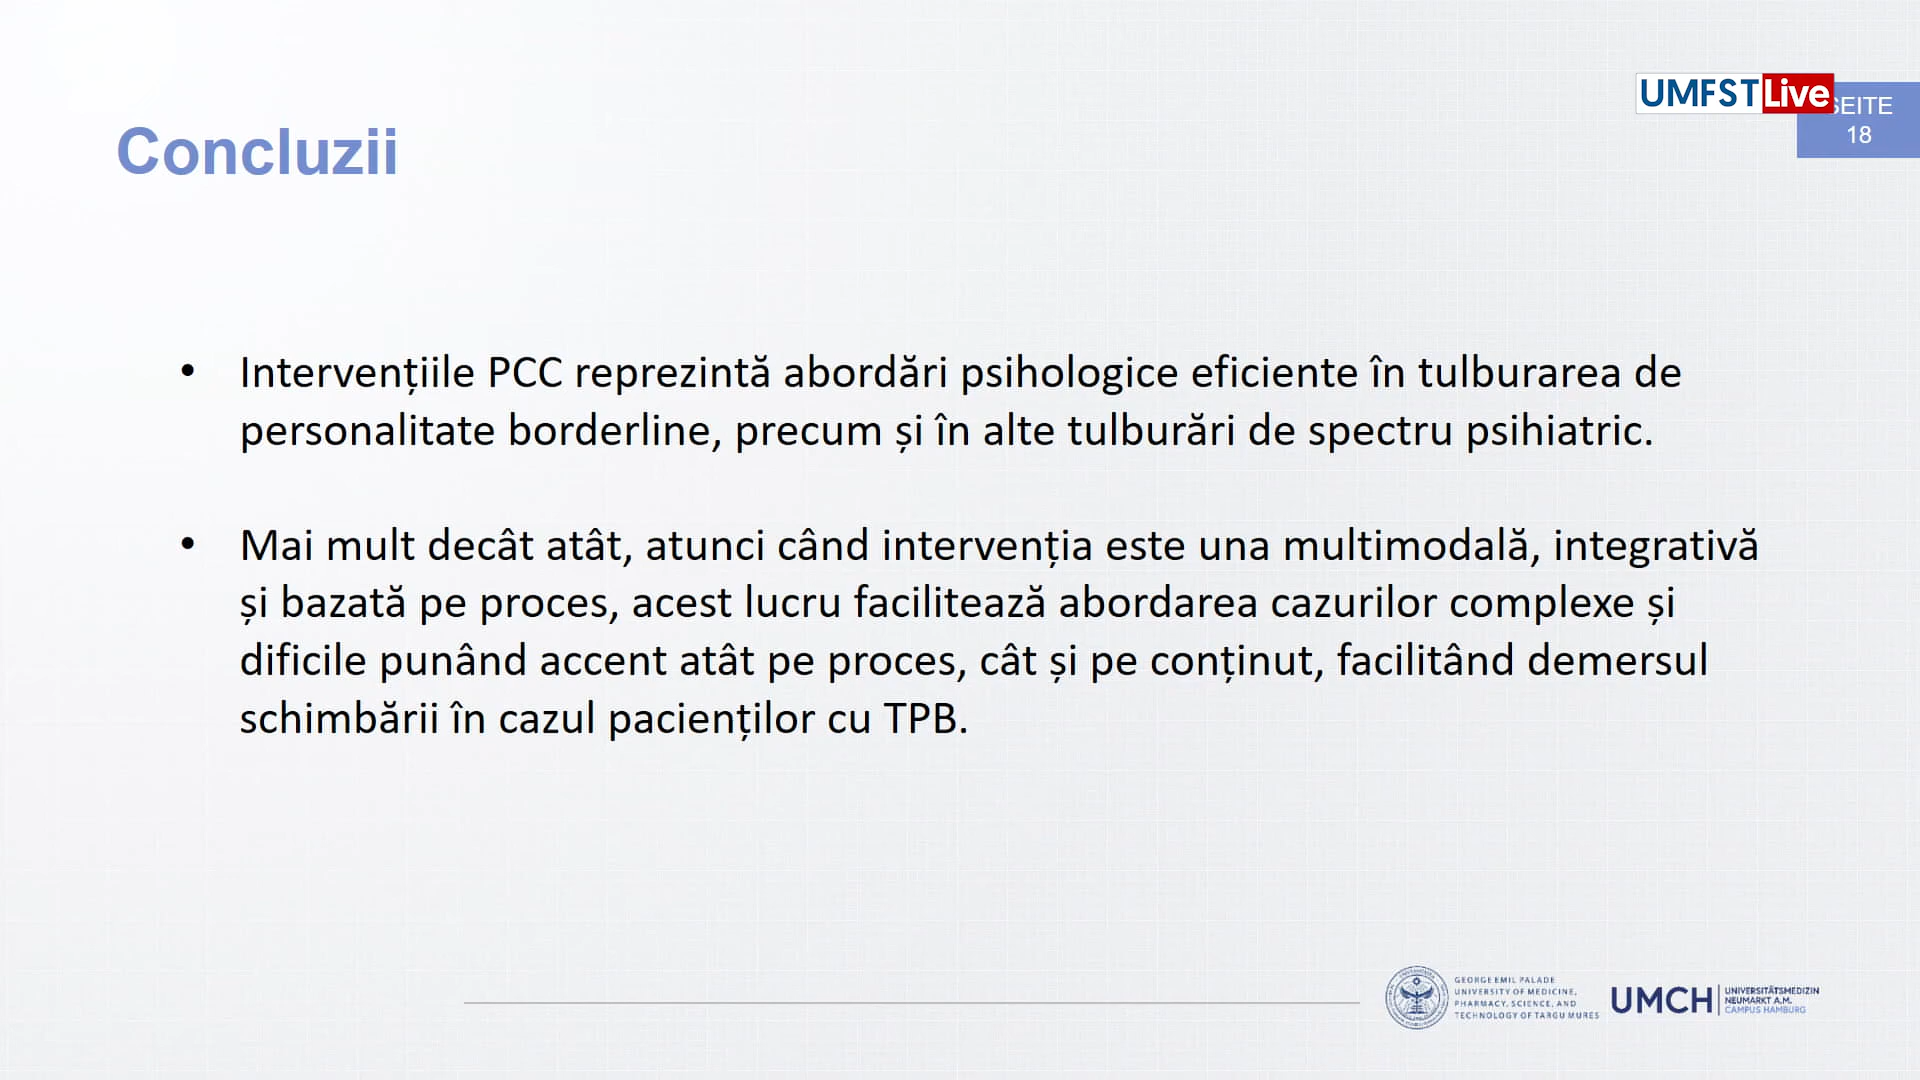 UMFST Live
SEITE
18
Concluzii
• Intervențiile PCC reprezintă abordări psihologice eficiente în tulburarea de
personalitate borderline, precum și în alte tulburări de spectru psihiatric.
• Mai mult decât atât, atunci când intervenția este una multimodală, integrativă
și bazată pe proces, acest lucru facilitează abordarea cazurilor complexe și
dificile punând accent atât pe proces, cât și pe conținut, facilitând demersul
schimbării în cazul pacienților cu TPB.
GEORGE EMIL PALADE
UNIVERSITY OF MEDICINE,
PHARMACY, SCIENCE, AND
TECHNOLOGY OF TARGU MURES
UMCH
UNIVERSITÄTSMEDIZIN
NEUMARKT A.M.
CAMPUS HAMBURG